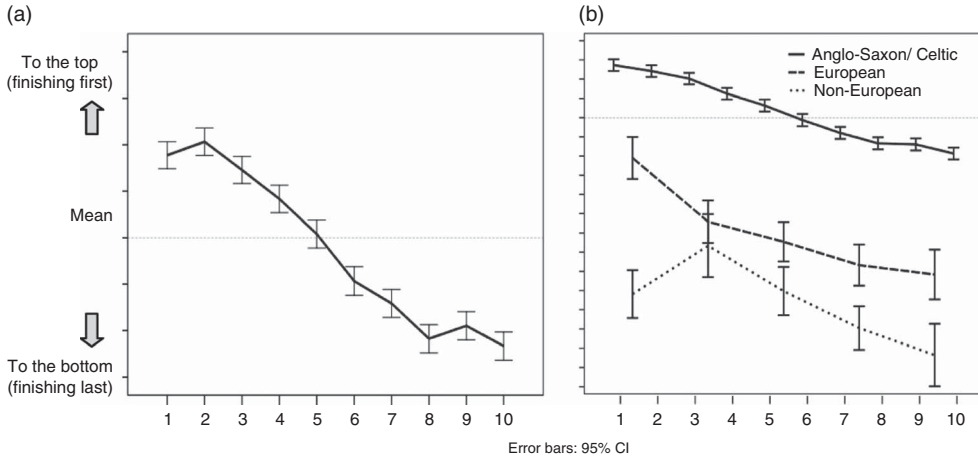 (a)
(b)
To the top
(finishing first)
Mean
To the bottom
(finishing last)
Anglo-Saxon/ Celtic
European
Non-European
1 2 3 4 5 6 7 8 9 10
1 2 3 4 5 6 7 8 9 10
Error bars: 95% CI